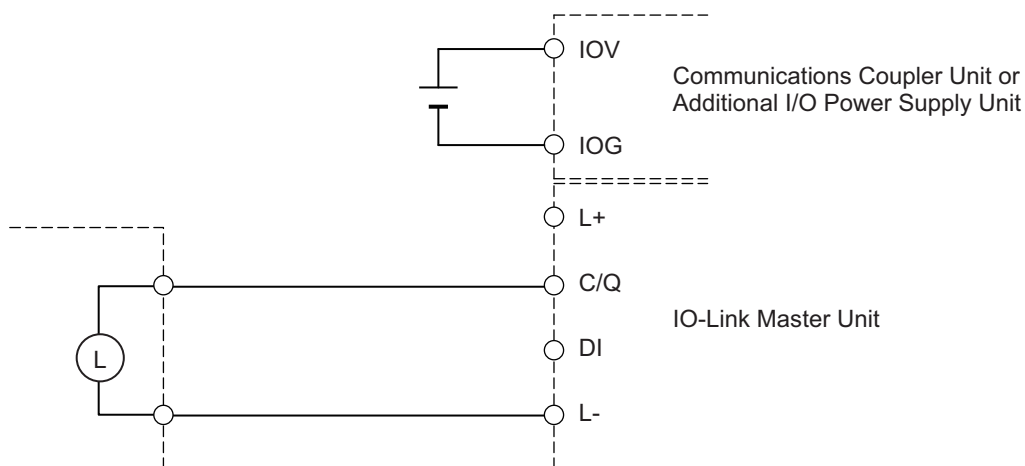 IOV
Communications Coupler Unit or
Additional I/O Power Supply Unit
IOG
L+
C/Q
IO-Link Master Unit
L
DI
L-